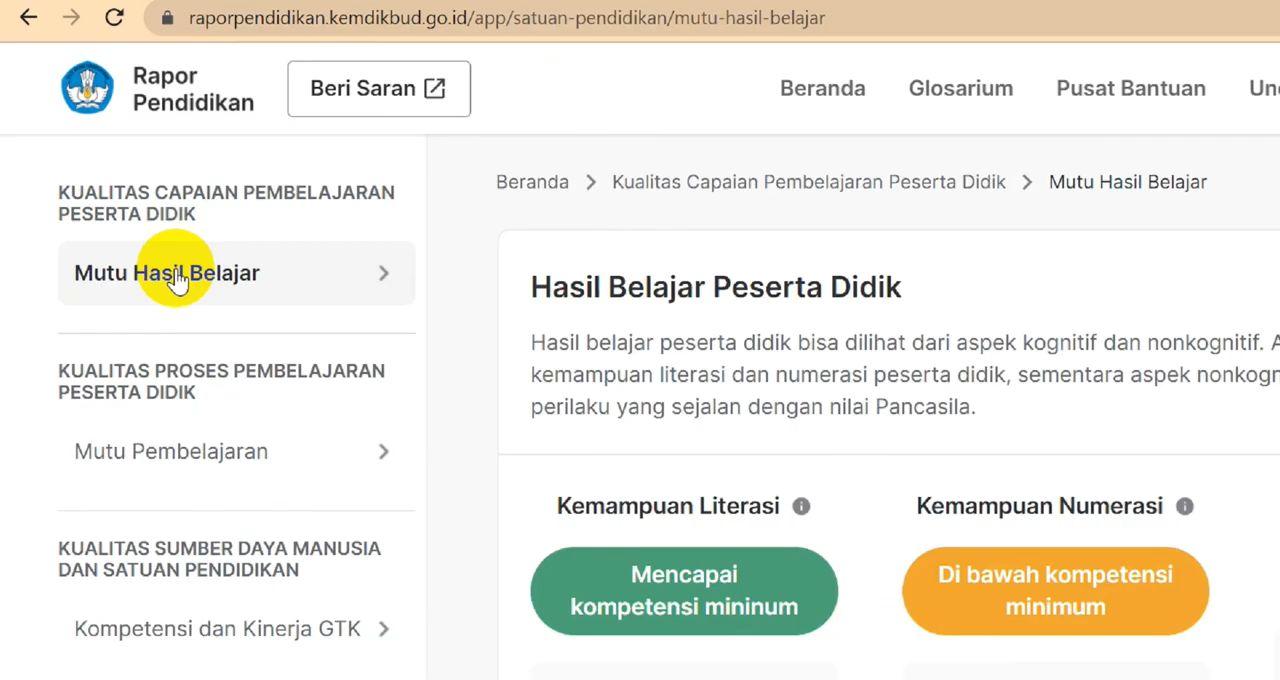 raporpendidikan.kemdikbud.go.id/app/satuan-pendidikan/mutu-hasil-belajar
Rapor
Pendidikan
Beri Saran
Beranda
Glosarium
Pusat Bantuan
KUALITAS CAPAIAN PEMBELAJARAN
PESERTA DIDIK
Mutu Hasil Belajar
KUALITAS PROSES PEMBELAJARAN
PESERTA DIDIK
Mutu Pembelajaran
KUALITAS SUMBER DAYA MANUSIA
DAN SATUAN PENDIDIKAN
Kompetensi dan Kinerja GTK
Beranda > Kualitas Capaian Pembelajaran Peserta Didik > Mutu Hasil Belajar
Hasil Belajar Peserta Didik
Hasil belajar peserta didik bisa dilihat dari aspek kognitif dan nonkognitif.
kemampuan literasi dan numerasi peserta didik, sementara aspek
perilaku yang sejalan dengan nilai Pancasila.
Kemampuan Literasi
Mencapai
kompetensi mininum
Kemampuan Numerasi
Di bawah kompetensi
minimum